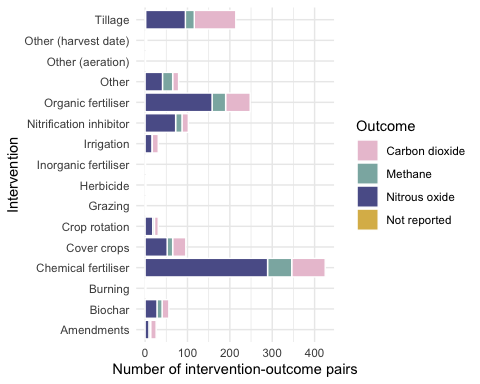 Tillage
Other (harvest date)
Other (aeration)
Other
Organic fertiliser
Nitrification inhibitor
Irrigation
Inorganic fertiliser
Herbicide
Grazing
Crop rotation
Cover crops
Chemical fertiliser
Burning
Biochar
Amendments
Intervention
0 100 200 300 400
Number of intervention-outcome pairs
Outcome
Carbon dioxide
Methane
Nitrous oxide
Not reported